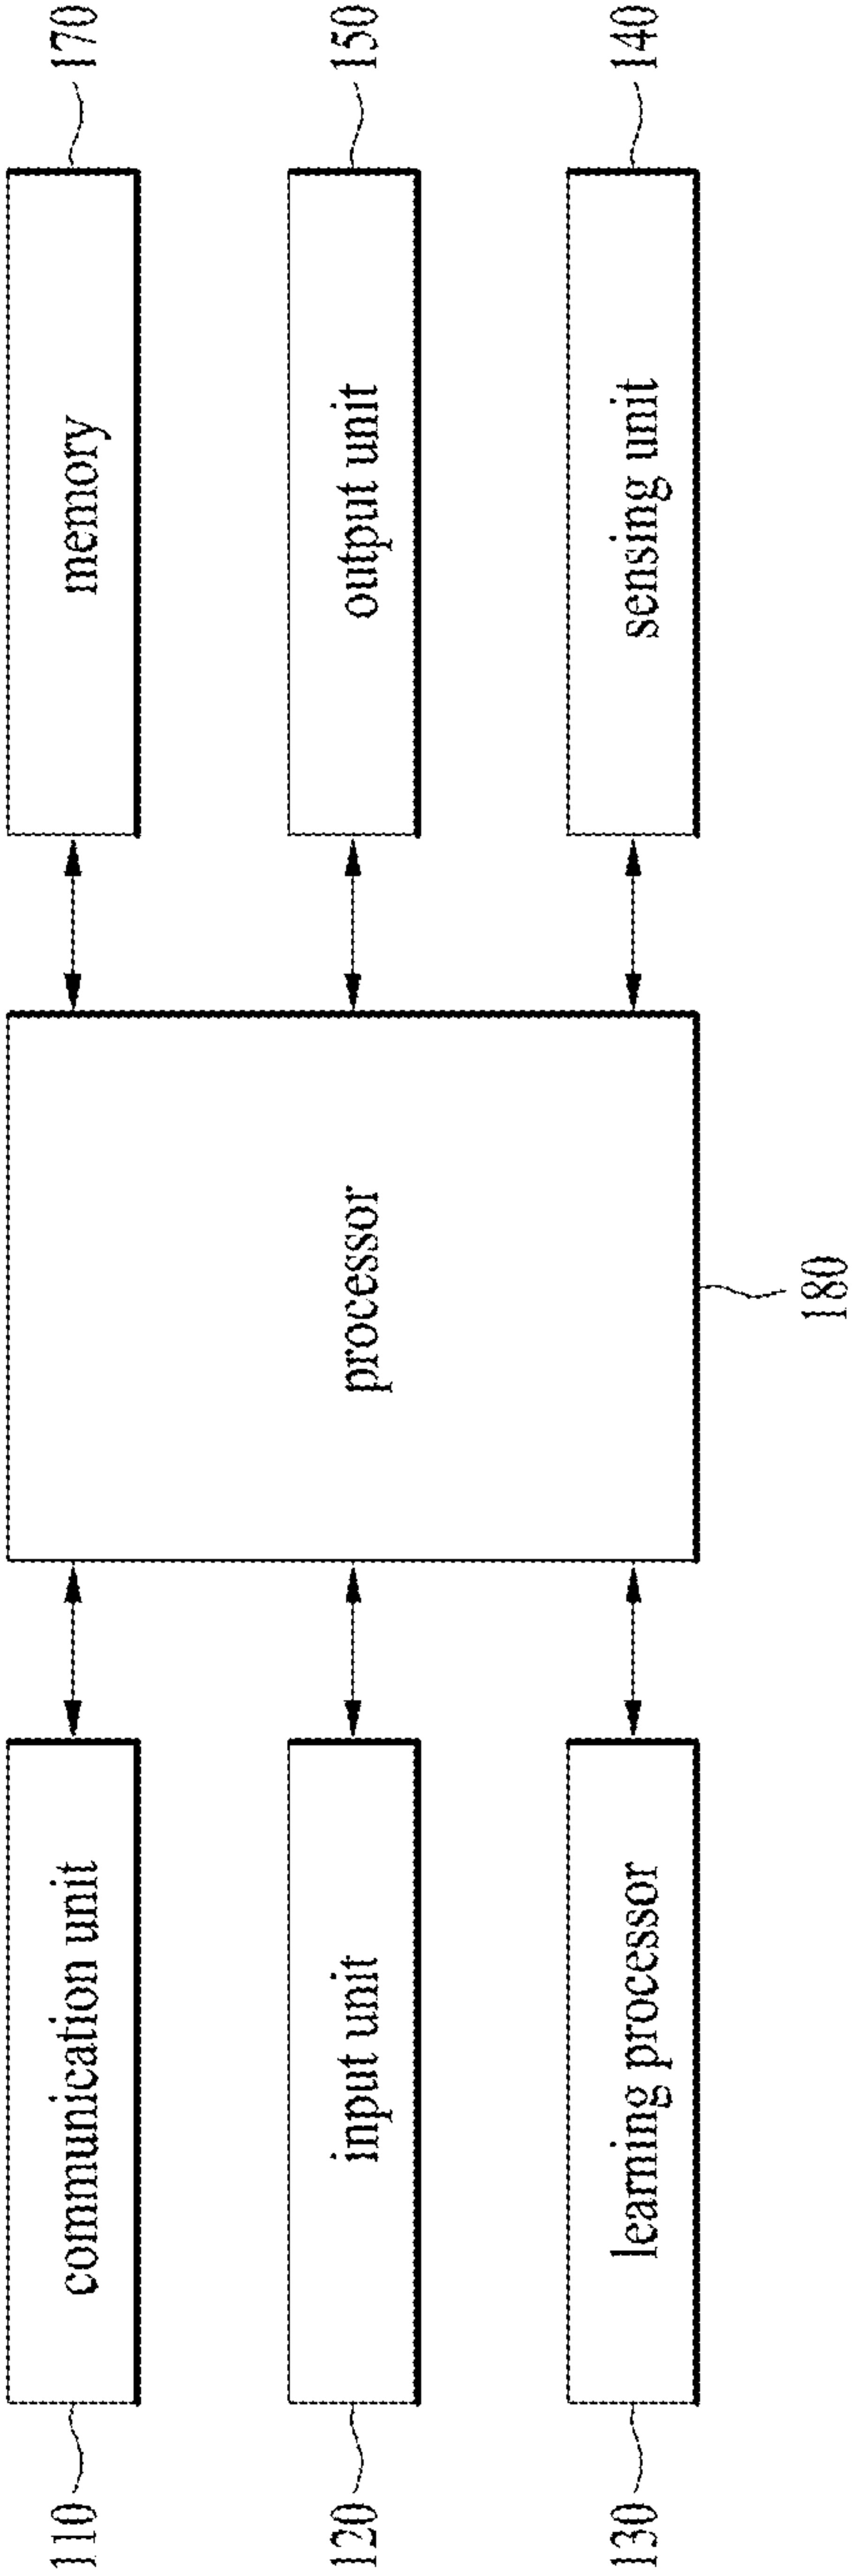 110
communication unit
memory
170
120
input unit
processor
output unit
150
130
learning processor
sensing unit
140
180